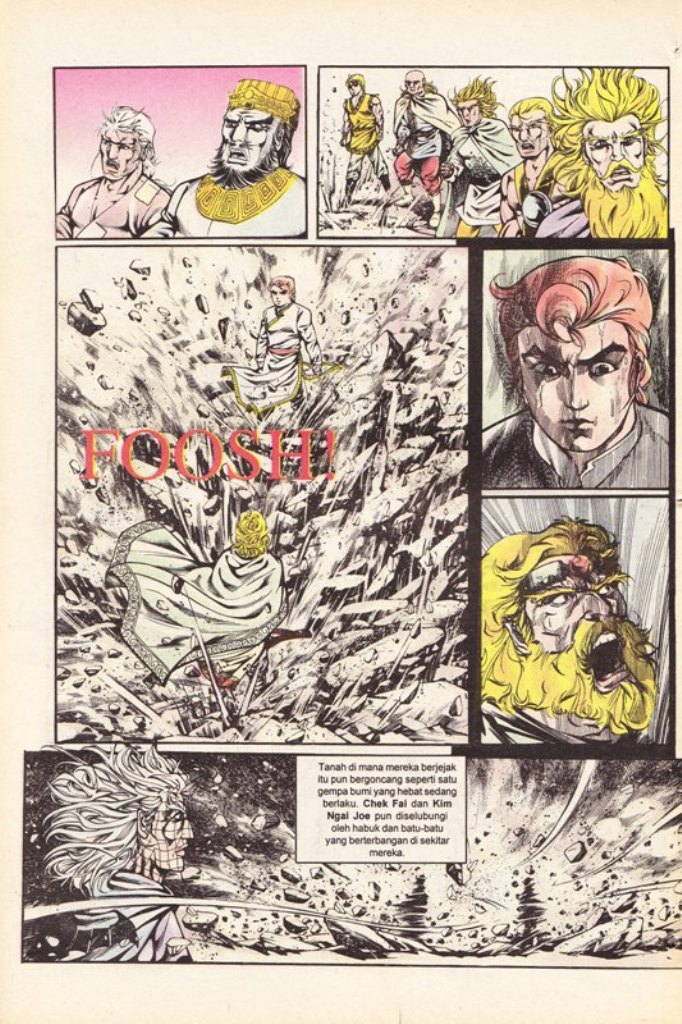 FOOSH!
Tanah di mana mereka berjejak
itu pun bergoncang seperti satu
gempa bumi yang hebat sedang
berlaku. Chek Fai dan Kim
Ngai Joe pun diselubungi
oleh habuk dan batu-batu
yang berterbangan di sekitar
mereka.